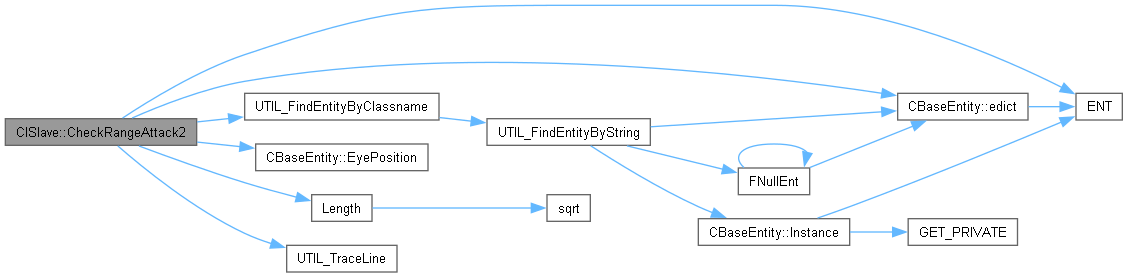 CISlave::CheckRangeAttack2
UTIL_FindEntityByClassname
CBaseEntity::EyePosition
Length
UTIL_TraceLine
UTIL_FindEntityByString
sqrt
CBaseEntity::edict
FNullEnt
CBaseEntity::Instance
ENT
GET_PRIVATE